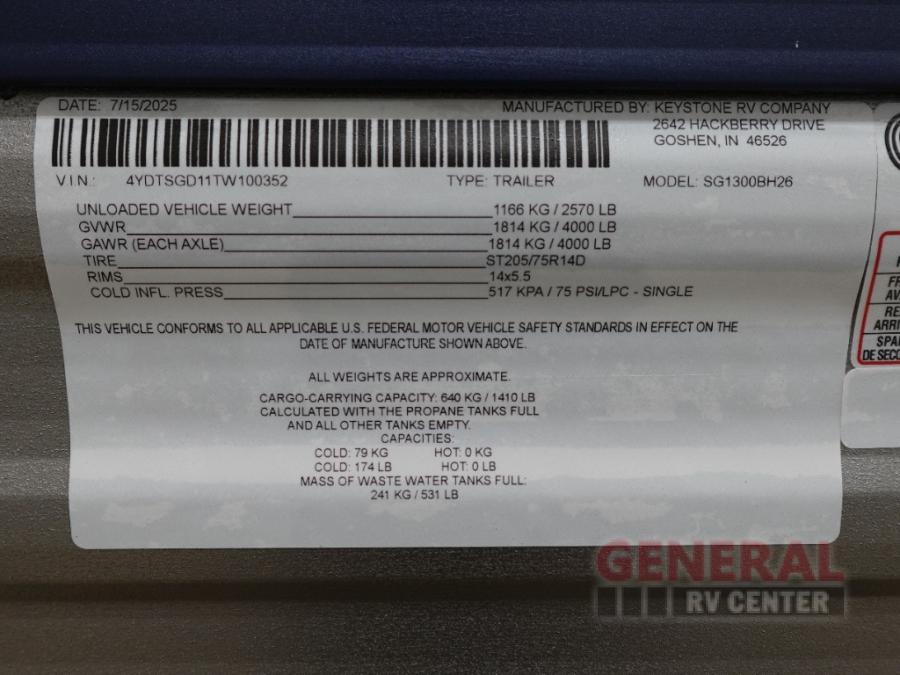 DATE: 7/15/2025
MANUFACTURED BY: KEYSTONE RV COMPANY
2642 HACKBERRY DRIVE
GOSHEN, IN 46526
V I N : 4YDTSGD11TW100352 TYPE: TRAILER MODEL: SG1300BH26
UNLOADED VEHICLE WEIGHT 1166 KG / 2570 LB
GVWR 1814 KG / 4000 LB
GAWR (EACH AXLE) 1814 KG / 4000 LB
TIRE ST205/75R14D
RIMS 14x5.5
COLD INFL. PRESS 517 KPA / 75 PSI/LPC - SINGLE
THIS VEHICLE CONFORMS TO ALL APPLICABLE U.S. FEDERAL MOTOR VEHICLE SAFETY STANDARDS IN EFFECT ON THE
DATE OF MANUFACTURE SHOWN ABOVE.
ALL WEIGHTS ARE APPROXIMATE.
CARGO-CARRYING CAPACITY: 640 KG / 1410 LB
CALCULATED WITH THE PROPANE TANKS FULL
AND ALL OTHER TANKS EMPTY.
CAPACITIES:
COLD: 79 KG HOT: 0 KG
COLD: 174 LB HOT: 0 LB
MASS OF WASTE WATER TANKS FULL:
241 KG / 531 LB
GENERAL
RV CENTER